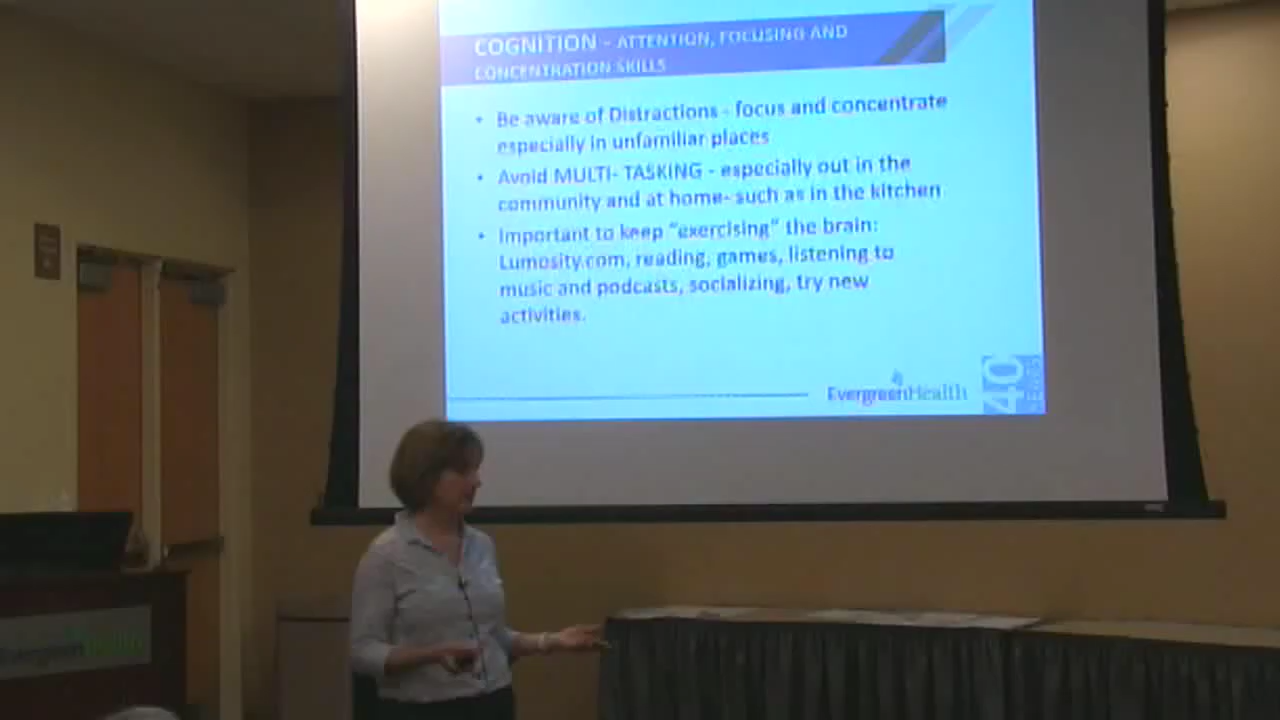 COGNITION - ATTENTION, FOCUSING AND
CONCENTRATION SKILLS
• Be aware of Distractions - focus and concentrate
especially in unfamiliar places
• Avoid MULTI- TASKING - especially out in the
community and at home- such as in the kitchen
• Important to keep "exercising" the brain:
Lumosity.com, reading, games, listening to
music and podcasts, socializing, try new
activities.
EvergreenHealth
40
YEARS
EvergreenHealth